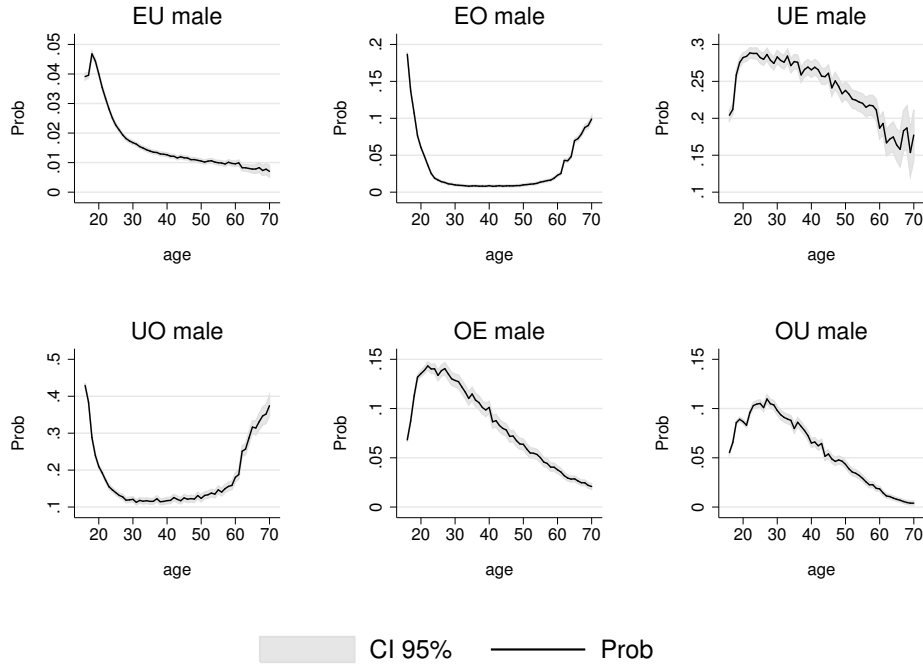 EU male
Prob
0 .01 .02 .03 .04 .05
20 30 40 50 60 70
age
EO male
Prob
0 .05 .1 .15 .2
20 30 40 50 60 70
age
UE male
Prob
.1 .15 .2 .25 .3
20 30 40 50 60 70
age
UO male
Prob
.1 .2 .3 .4 .5
20 30 40 50 60 70
age
OE male
Prob
0 .05 .1 .15
20 30 40 50 60 70
age
OU male
Prob
0 .05 .1 .15
20 30 40 50 60 70
age
CI 95% Prob